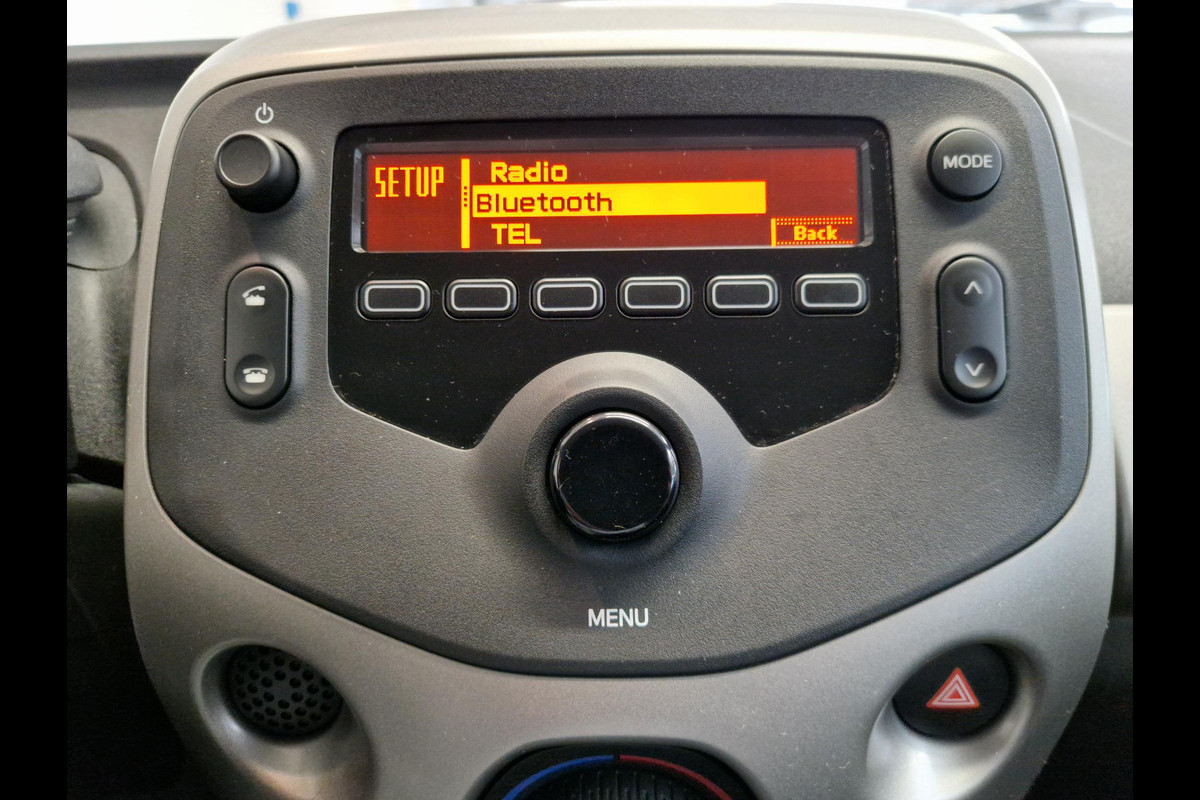 MODE
SETUP
Radio
Bluetooth
TEL
Back
MENU